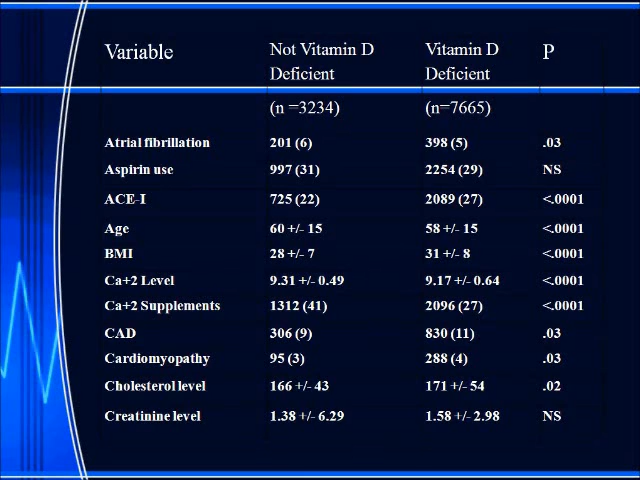 Variable Not Vitamin D Deficient Vitamin D Deficient P
(n =3234) (n=7665)
Atrial fibrillation 201 (6) 398 (5) .03
Aspirin use 997 (31) 2254 (29) NS
ACE-I 725 (22) 2089 (27) <.0001
Age 60 +/- 15 58 +/- 15 <.0001
BMI 28 +/- 7 31 +/- 8 <.0001
Ca+2 Level 9.31 +/- 0.49 9.17 +/- 0.64 <.0001
Ca+2 Supplements 1312 (41) 2096 (27) <.0001
CAD 306 (9) 830 (11) .03
Cardiomyopathy 95 (3) 288 (4) .03
Cholesterol level 166 +/- 43 171 +/- 54 .02
Creatinine level 1.38 +/- 6.29 1.58 +/- 2.98 NS